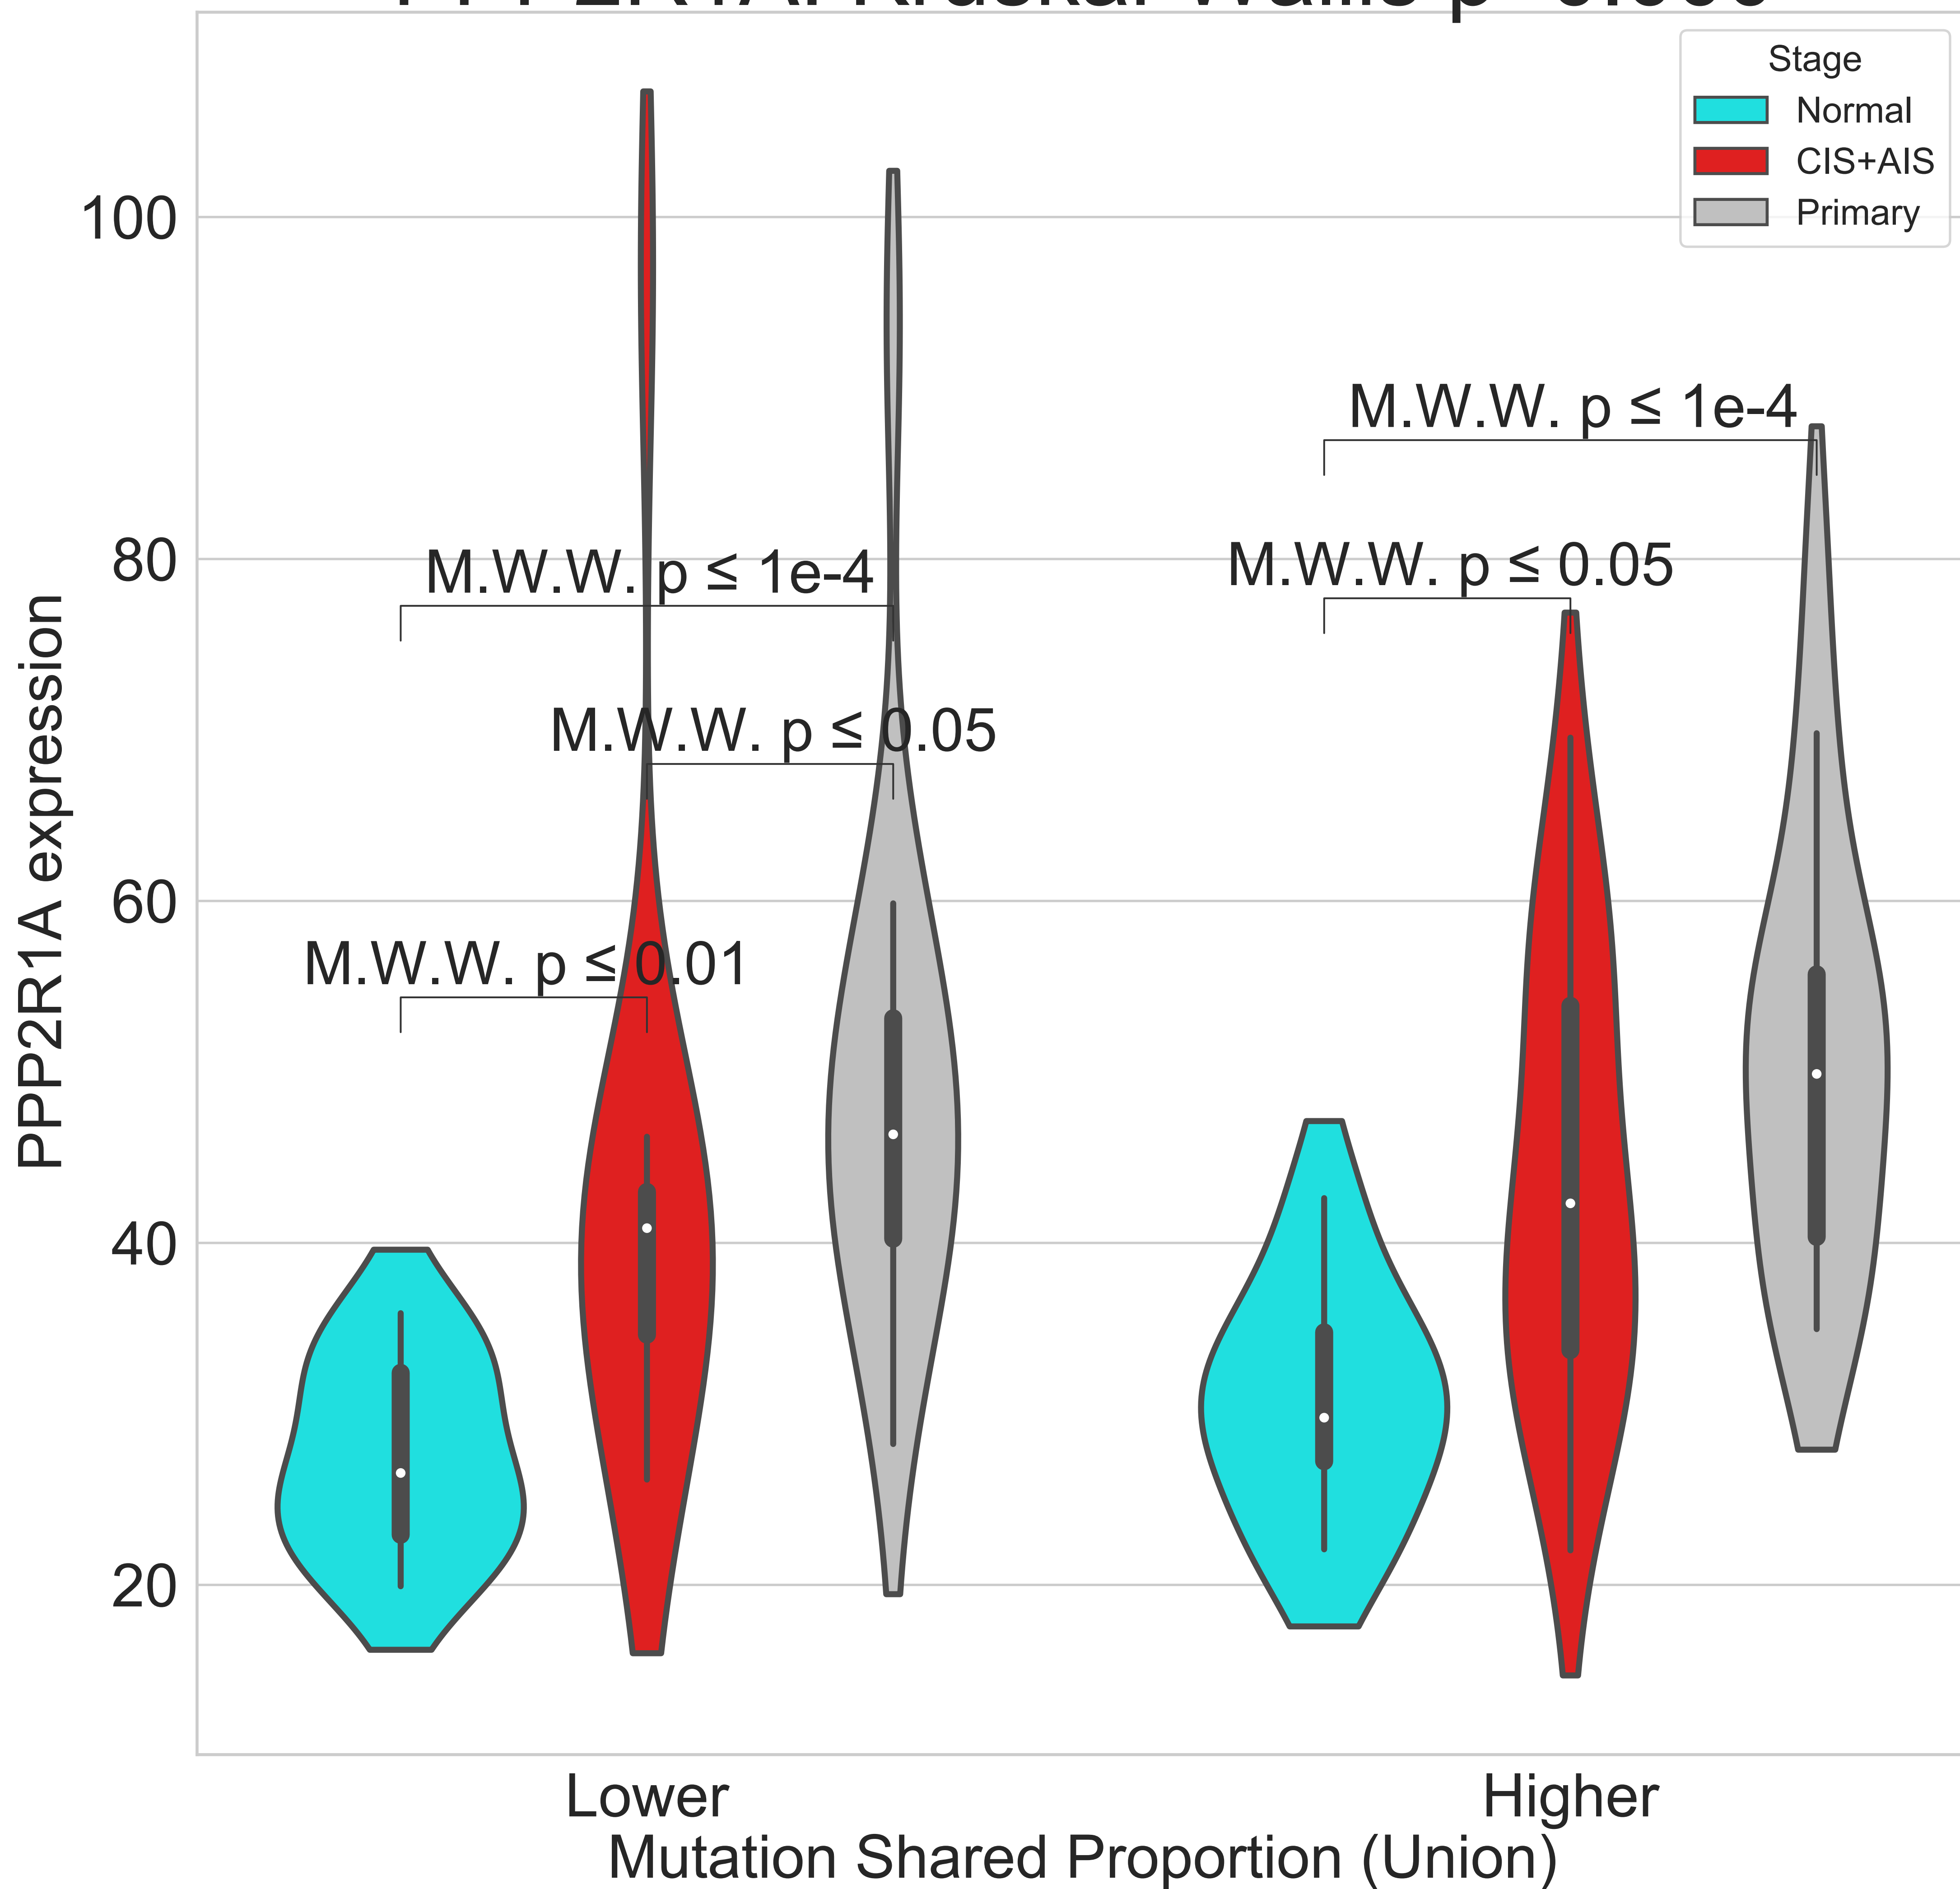 Stage
Normal
CIS+AIS
Primary
100
80
60
40
20
PPP2R1A expression
M.W.W. p ≤ 1e-4
M.W.W. p ≤ 0.05
M.W.W. p ≤ 1e-4
M.W.W. p ≤ 0.05
M.W.W. p ≤ 0.01
Lower
Higher
Mutation Shared Proportion (Union)